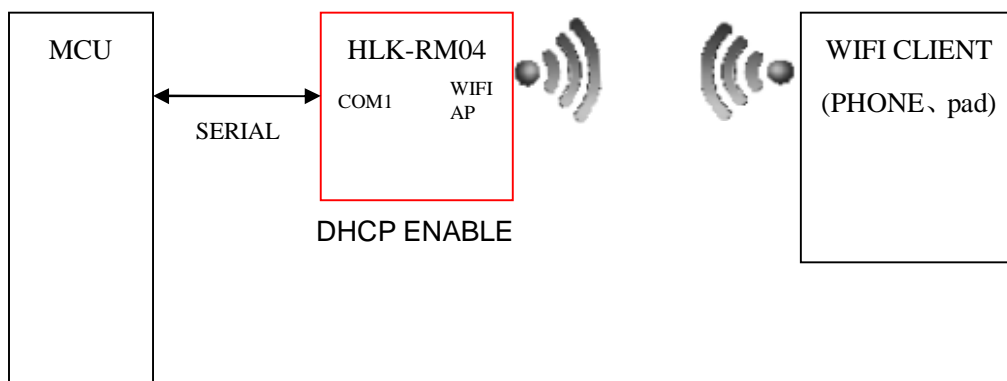 MCU
SERIAL
HLK-RM04
COM1
WIFI
AP
DHCP ENABLE
WIFI CLIENT
(PHONE、pad)